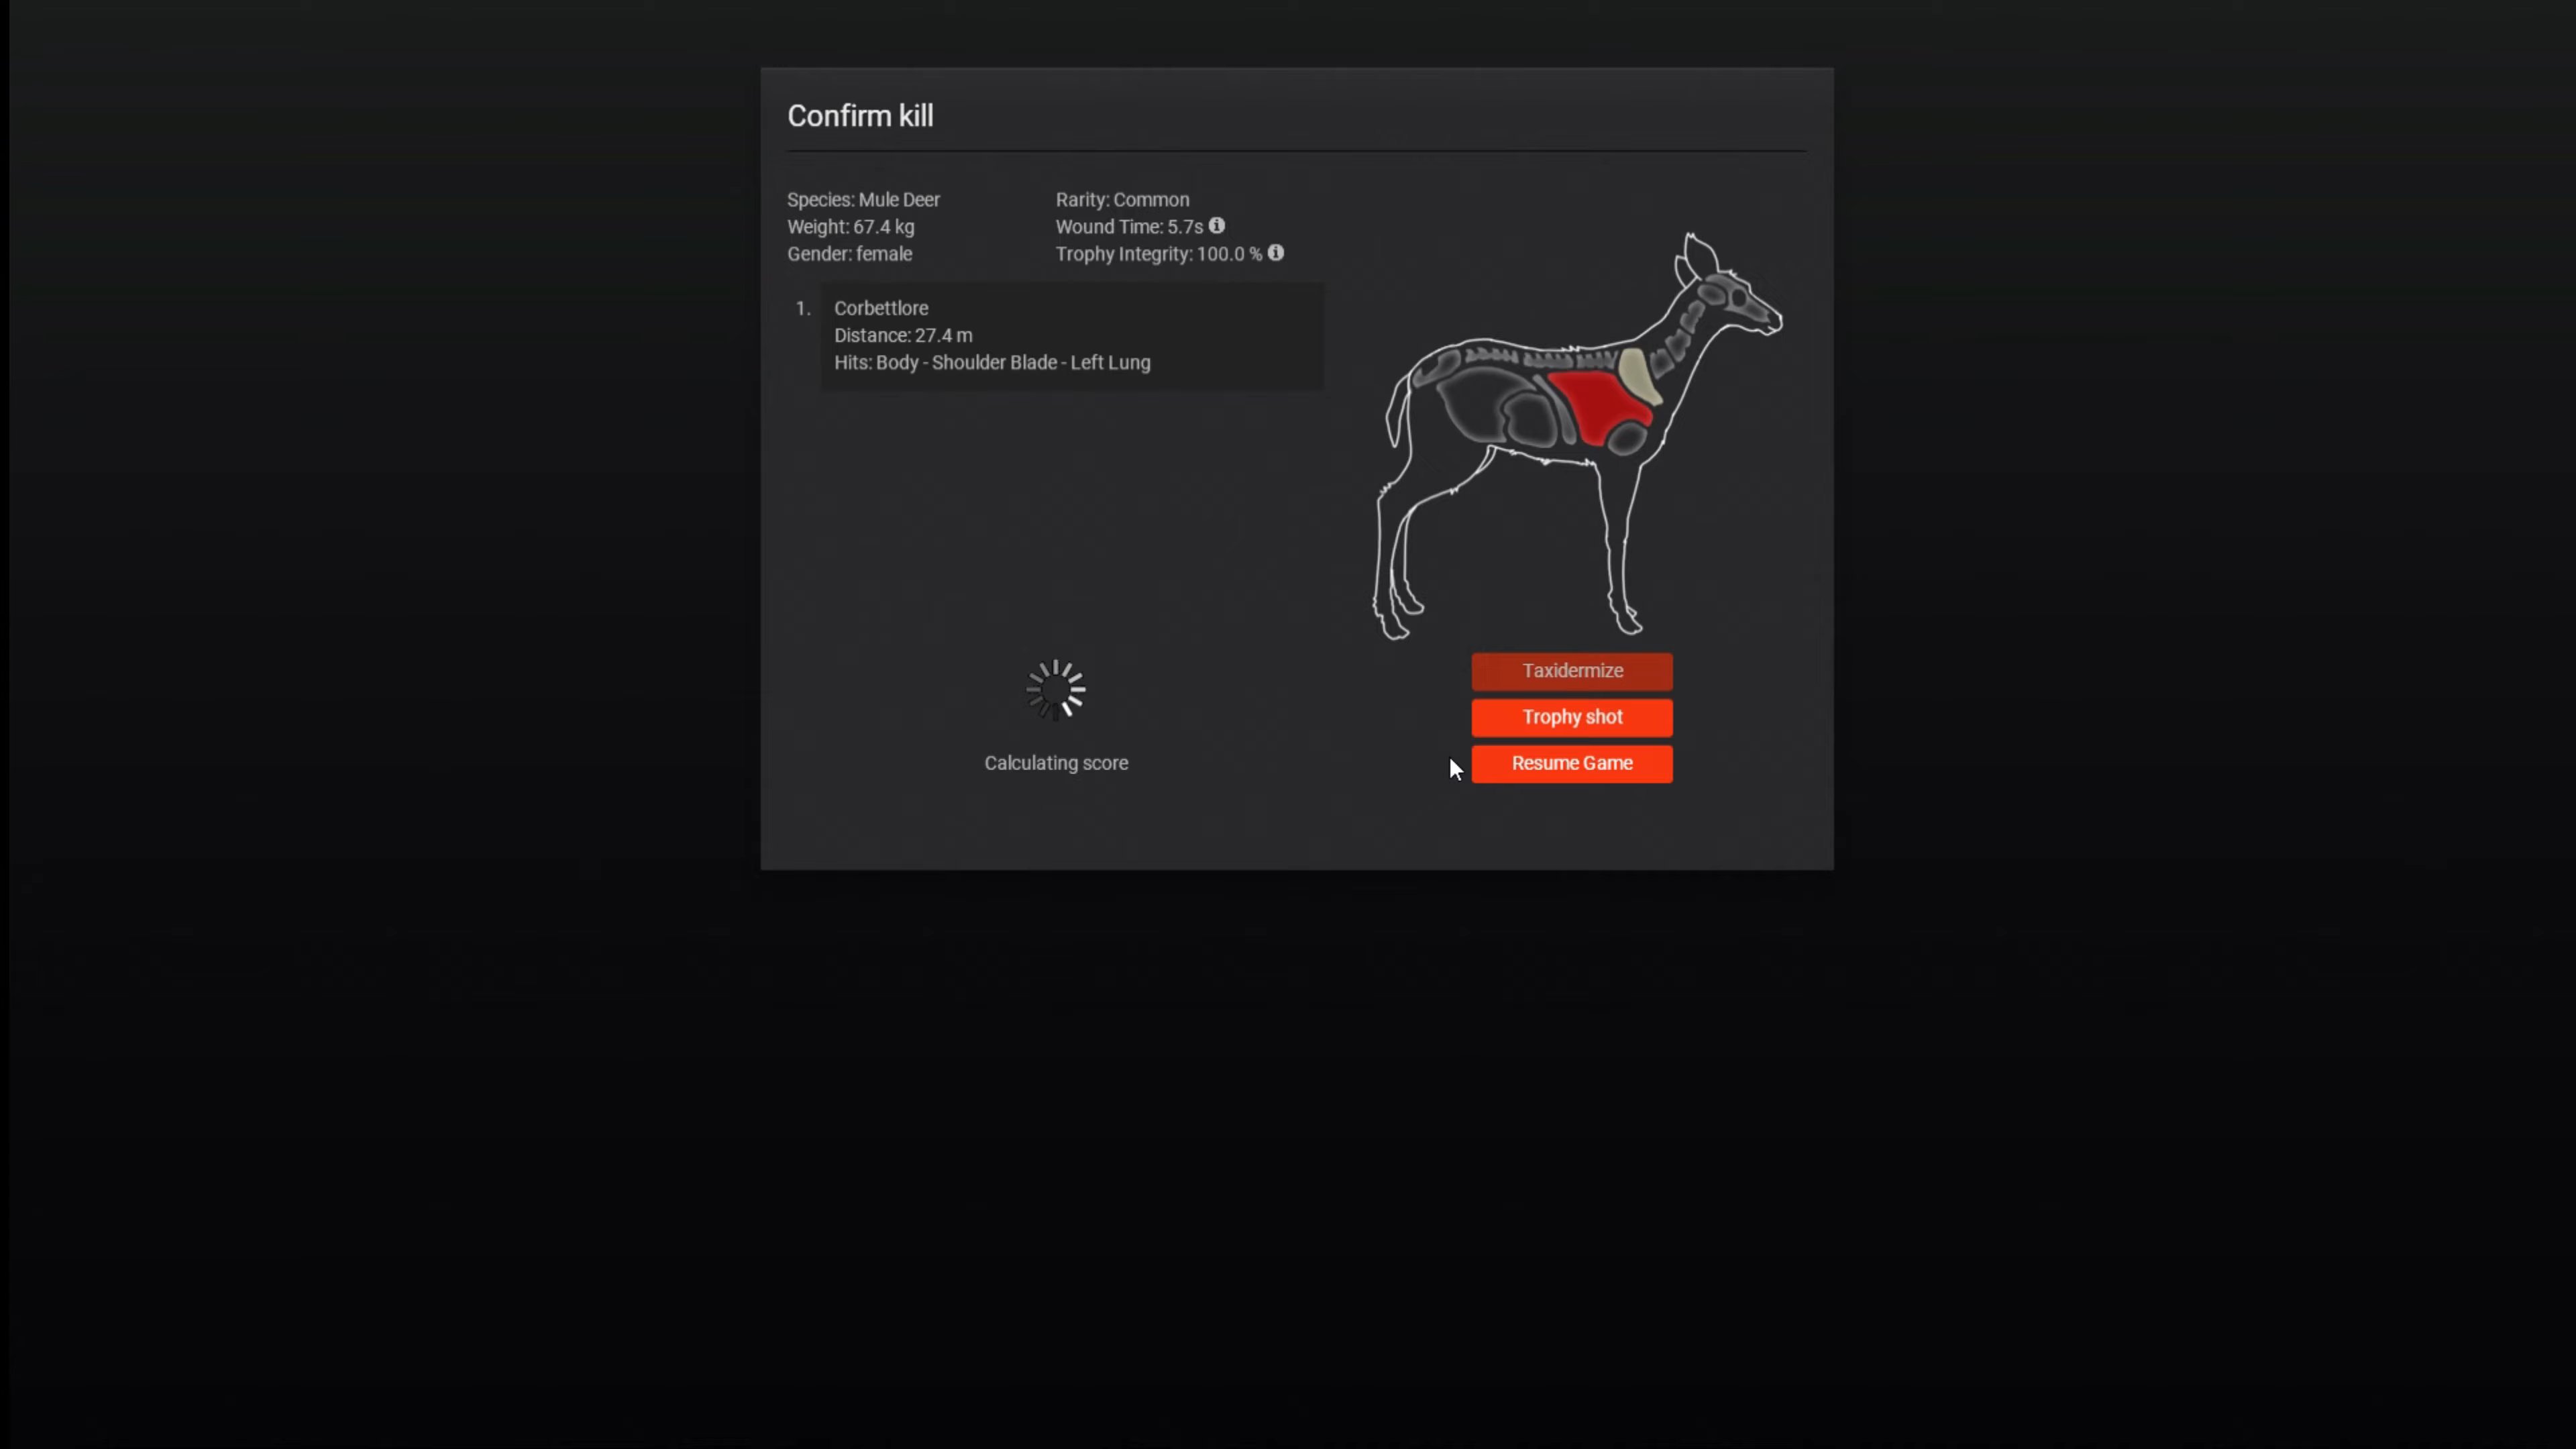 Confirm kill
Species: Mule Deer
Weight: 67.4 kg
Gender: female
Rarity: Common
Wound Time: 5.7s
Trophy Integrity: 100.0 %
1. Corbettlore
Distance: 27.4 m
Hits: Body - Shoulder Blade - Left Lung
Calculating score
Taxidermize
Trophy shot
Resume Game